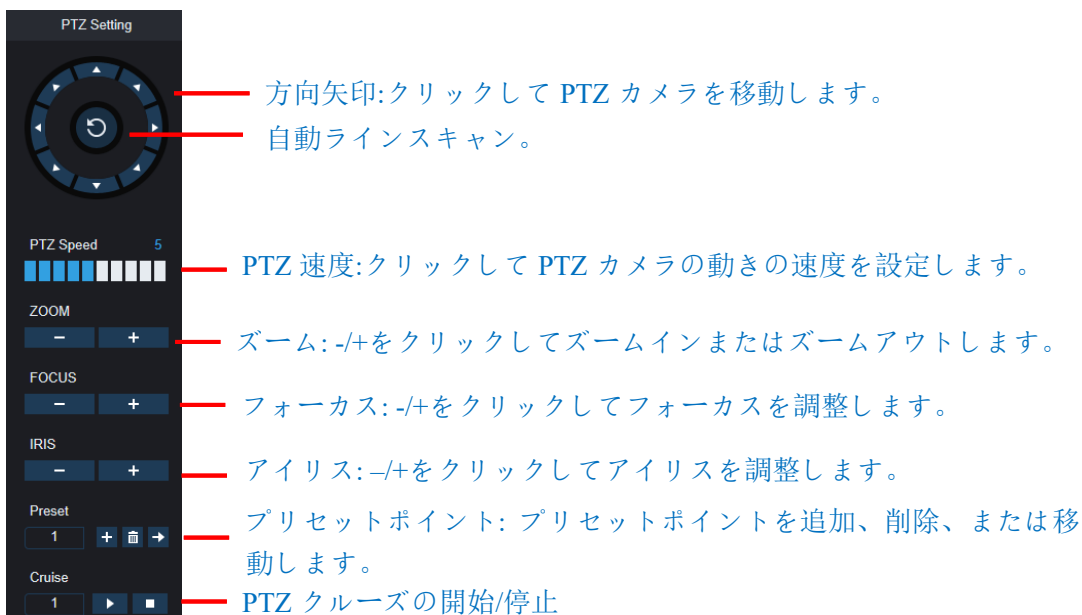 PTZ Setting
方向矢印:クリックして PTZ カメラを移動します。
自動ラインスキャン。
PTZ Speed 5
PTZ 速度:クリックして PTZ カメラの動きの速度を設定します。
ZOOM
− +
ズーム: -/+をクリックしてズームインまたはズームアウトします。
FOCUS
− +
フォーカス: -/+をクリックしてフォーカスを調整します。
IRIS
− +
アイリス: –/+をクリックしてアイリスを調整します。
Preset
1 +
プリセットポイント: プリセットポイントを追加、削除、または移
動します。
Cruise
1
PTZ クルーズの開始/停止